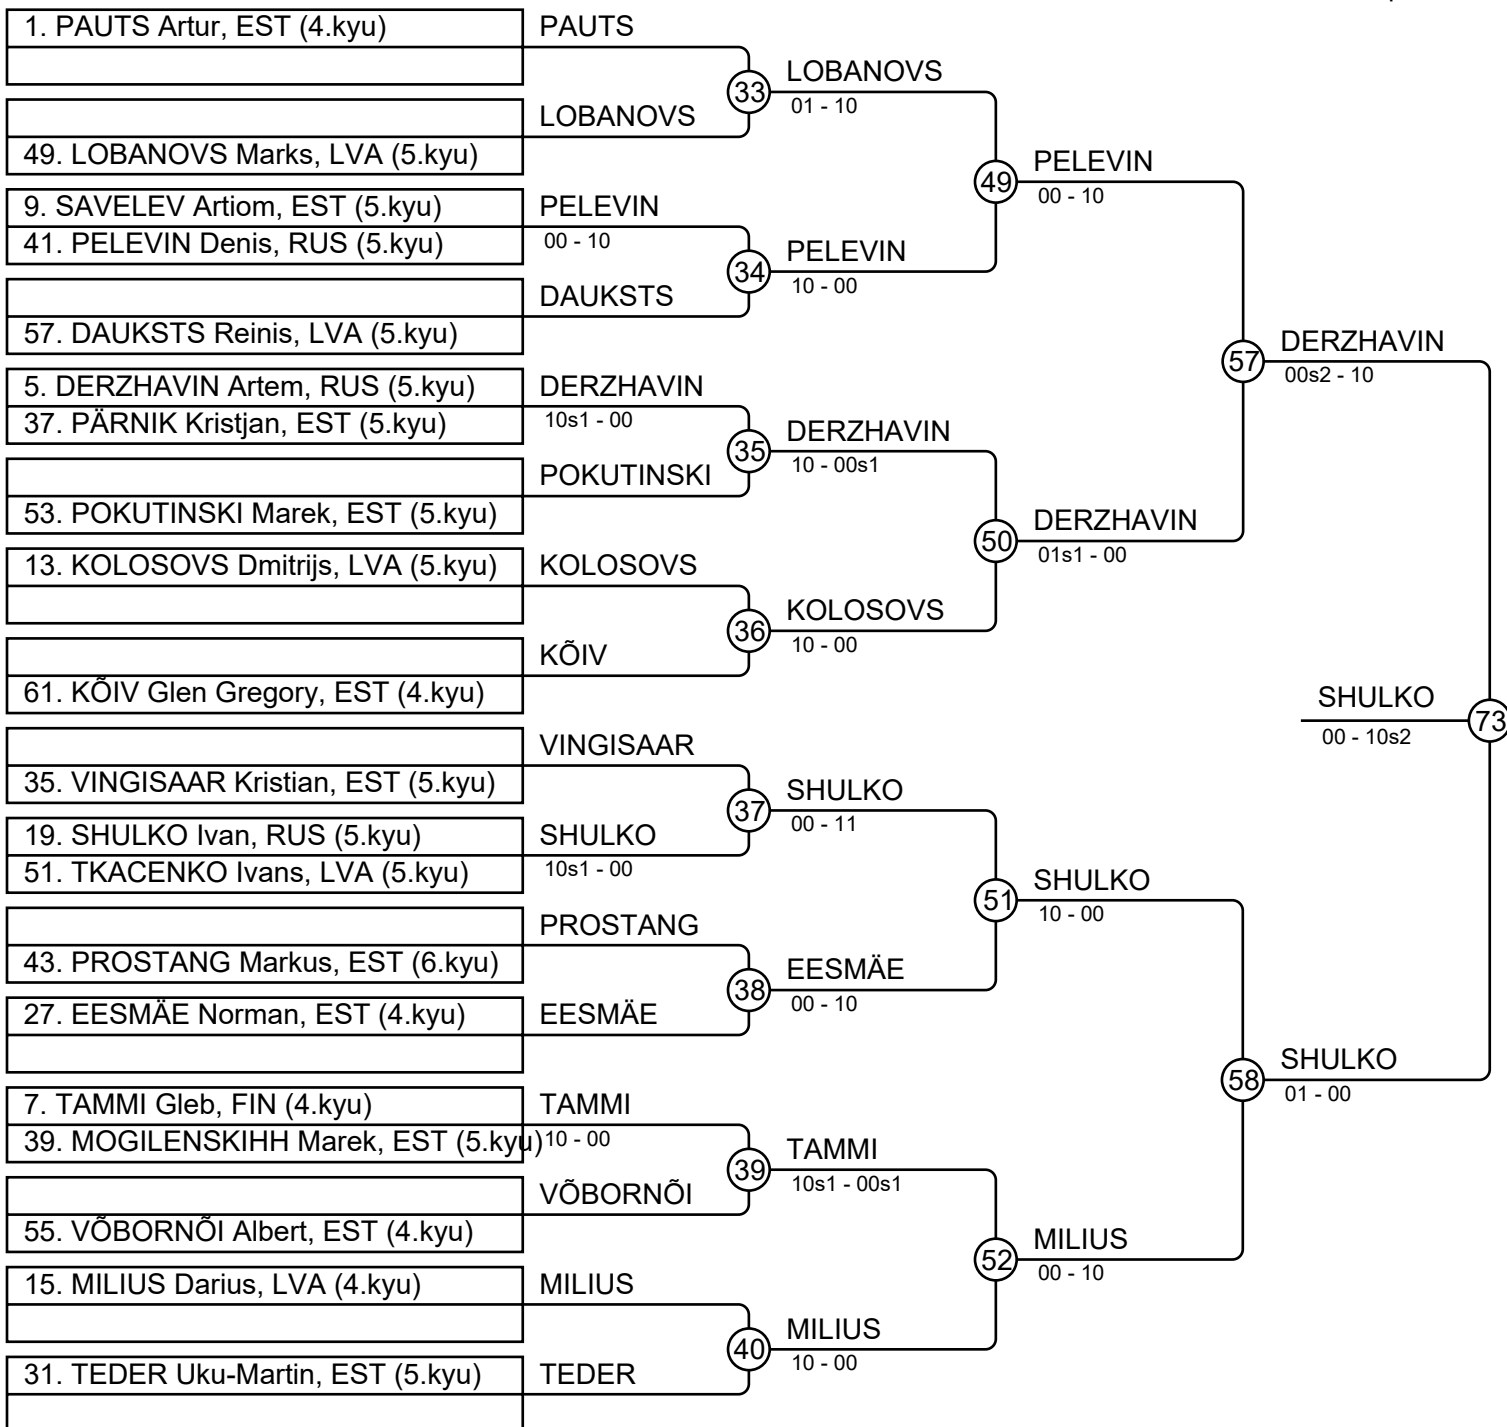 1. PAUTS Artur, EST (4.kyu)
49. LOBANOVS Marks, LVA (5.kyu)
9. SAVELEV Artiom, EST (5.kyu)
41. PELEVIN Denis, RUS (5.kyu)
57. DAUKSTS Reinis, LVA (5.kyu)
5. DERZHAVIN Artem, RUS (5.kyu)
37. PÄRNIK Kristjan, EST (5.kyu)
53. POKUTINSKI Marek, EST (5.kyu)
13. KOLOSOVS Dmitrijs, LVA (5.kyu)
61. KÕIV Glen Gregory, EST (4.kyu)
35. VINGISAAR Kristian, EST (5.kyu)
19. SHULKO Ivan, RUS (5.kyu)
51. TKACENKO Ivans, LVA (5.kyu)
43. PROSTANG Markus, EST (6.kyu)
27. EESMÄE Norman, EST (4.kyu)
7. TAMMI Gleb, FIN (4.kyu)
39. MOGILENSKIHH Marek, EST (5.kyu)
55. VÕBORNÕI Albert, EST (4.kyu)
15. MILIUS Darius, LVA (4.kyu)
31. TEDER Uku-Martin, EST (5.kyu)
PAUTS
LOBANOVS
PELEVIN
00 - 10
DAUKSTS
DERZHAVIN
10s1 - 00
POKUTINSKI
KOLOSOVS
KÕIV
VINGISAAR
SHULKO
10s1 - 00
PROSTANG
EESMÄE
TAMMI
10 - 00
VÕBORNÕI
MILIUS
TEDER
33
LOBANOVS
01 - 10
34
PELEVIN
10 - 00
35
DERZHAVIN
10 - 00s1
36
KOLOSOVS
10 - 00
37
SHULKO
00 - 11
38
EESMÄE
00 - 10
39
TAMMI
10s1 - 00s1
40
MILIUS
10 - 00
49
PELEVIN
00 - 10
50
DERZHAVIN
01s1 - 00
51
SHULKO
10 - 00
52
MILIUS
00 - 10
57
DERZHAVIN
00s2 - 10
58
SHULKO
01 - 00
SHULKO
00 - 10s2
73